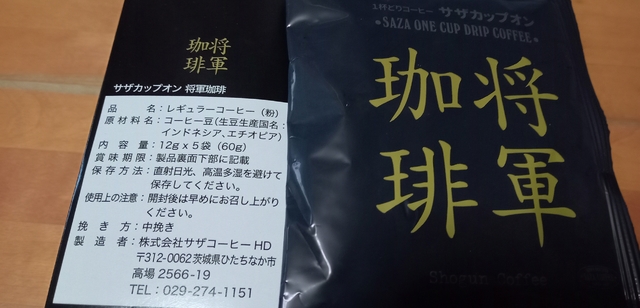 将軍
珈琲
サザカップオン 将軍珈琲
品　名：レギュラーコーヒー（粉）
原材料名：コーヒー豆（生豆生産国名：
インドネシア、エチオピア）
内容量：12g×5袋（60g）
賞味期限：製品裏面下部に記載
保存方法：直射日光、高温多湿を避けて
保存してください。
使用上の注意：開封後は早めにお召し上がり
ください。
挽き方：中挽き
製造者：株式会社サザコーヒーHD
〒312-0062茨城県ひたちなか市
高場 2566-19
TEL：029-274-1151
1杯どりコーヒー サザカップオン
*SAZA ONE CUP DRIP COFFEE*
将軍
珈琲
Shogun Coffee